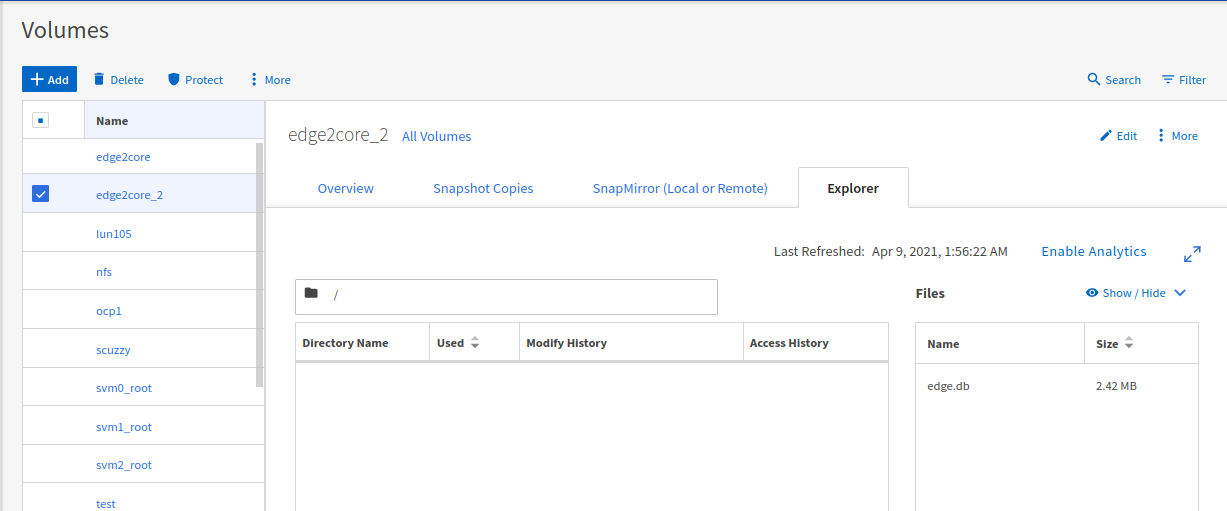 Volumes
Add Delete Protect More Search Filter
Name
edge2core
edge2core_2
lun105
nfs
ocp1
scuzzy
svm0_root
svm1_root
svm2_root
test
edge2core_2 All Volumes Edit More
Overview Snapshot Copies SnapMirror (Local or Remote) Explorer
Last Refreshed: Apr 9, 2021, 1:56:22 AM Enable Analytics
/
Directory Name Used Modify History Access History
Files Show / Hide
Name Size
edge.db 2.42 MB